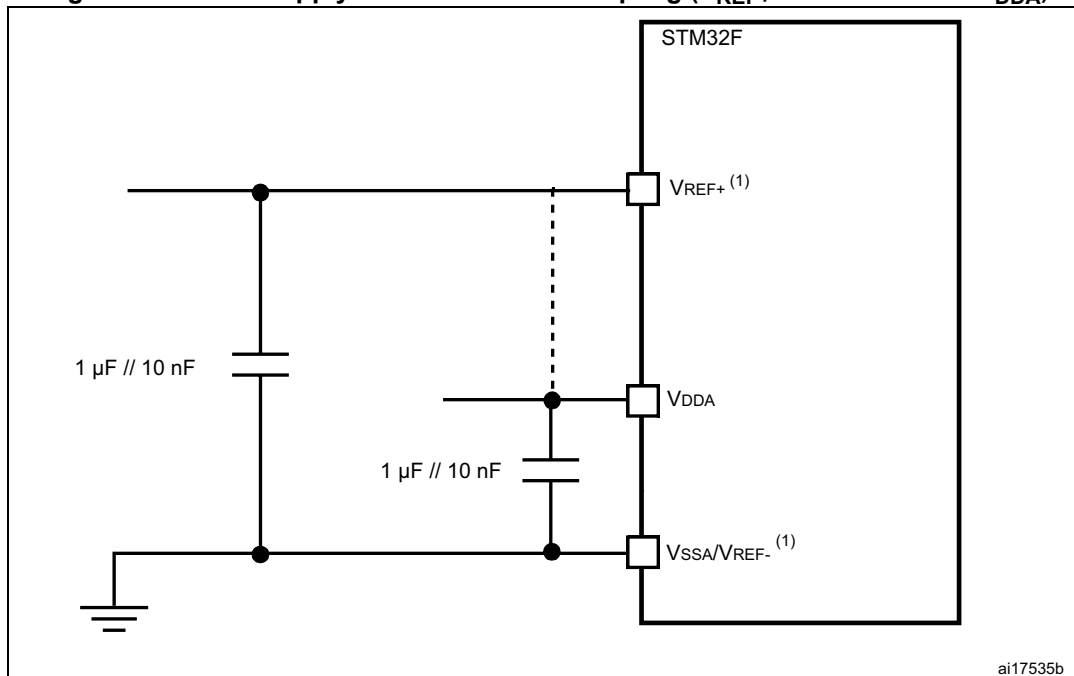 STM32F
VREF+ (1)
1 µF // 10 nF
VDDA
1 µF // 10 nF
VSSA/VREF- (1)
ai17535b